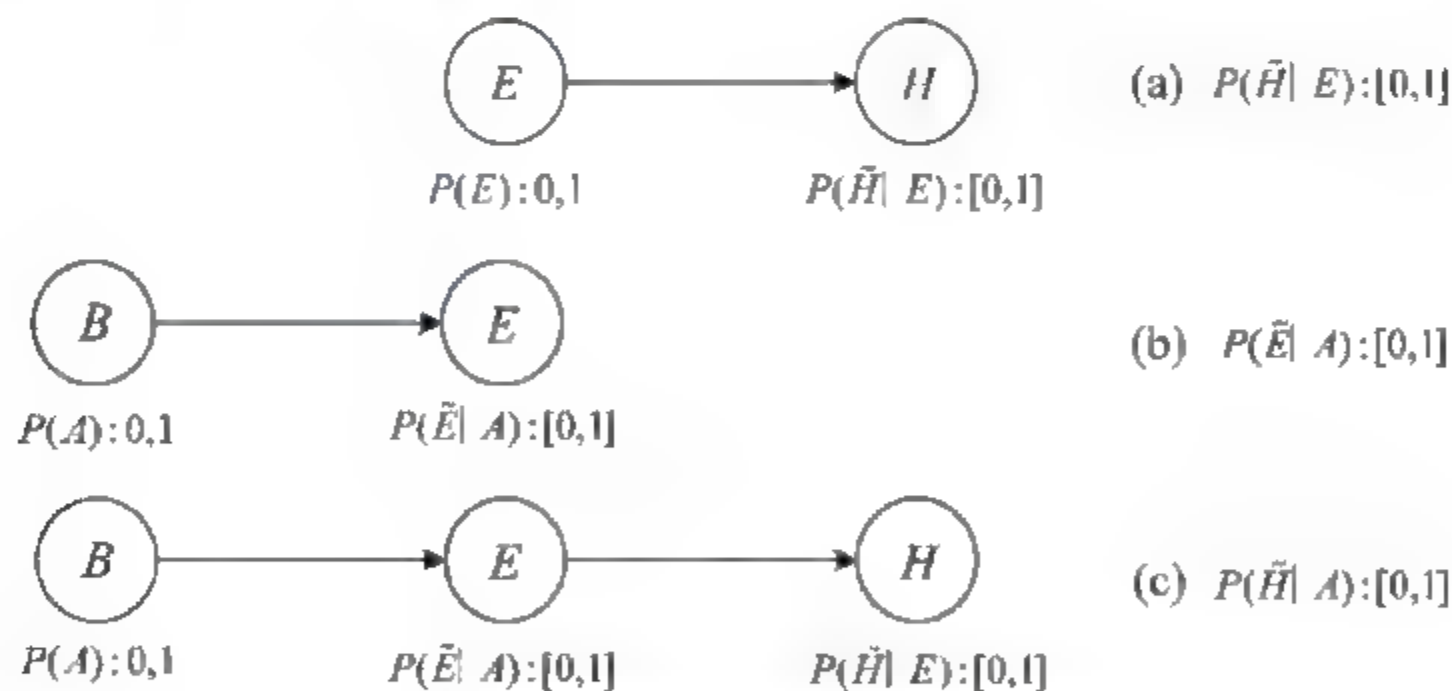 E H (a) P(H̃| E):[0,1]
P(E):0,1 P(H̃| E):[0,1]
B E (b) P(Ẽ| A):[0,1]
P(A):0,1 P(Ẽ| A):[0,1]
B E H (c) P(H̃| A):[0,1]
P(A):0,1 P(Ẽ| A):[0,1] P(H̃| E):[0,1]